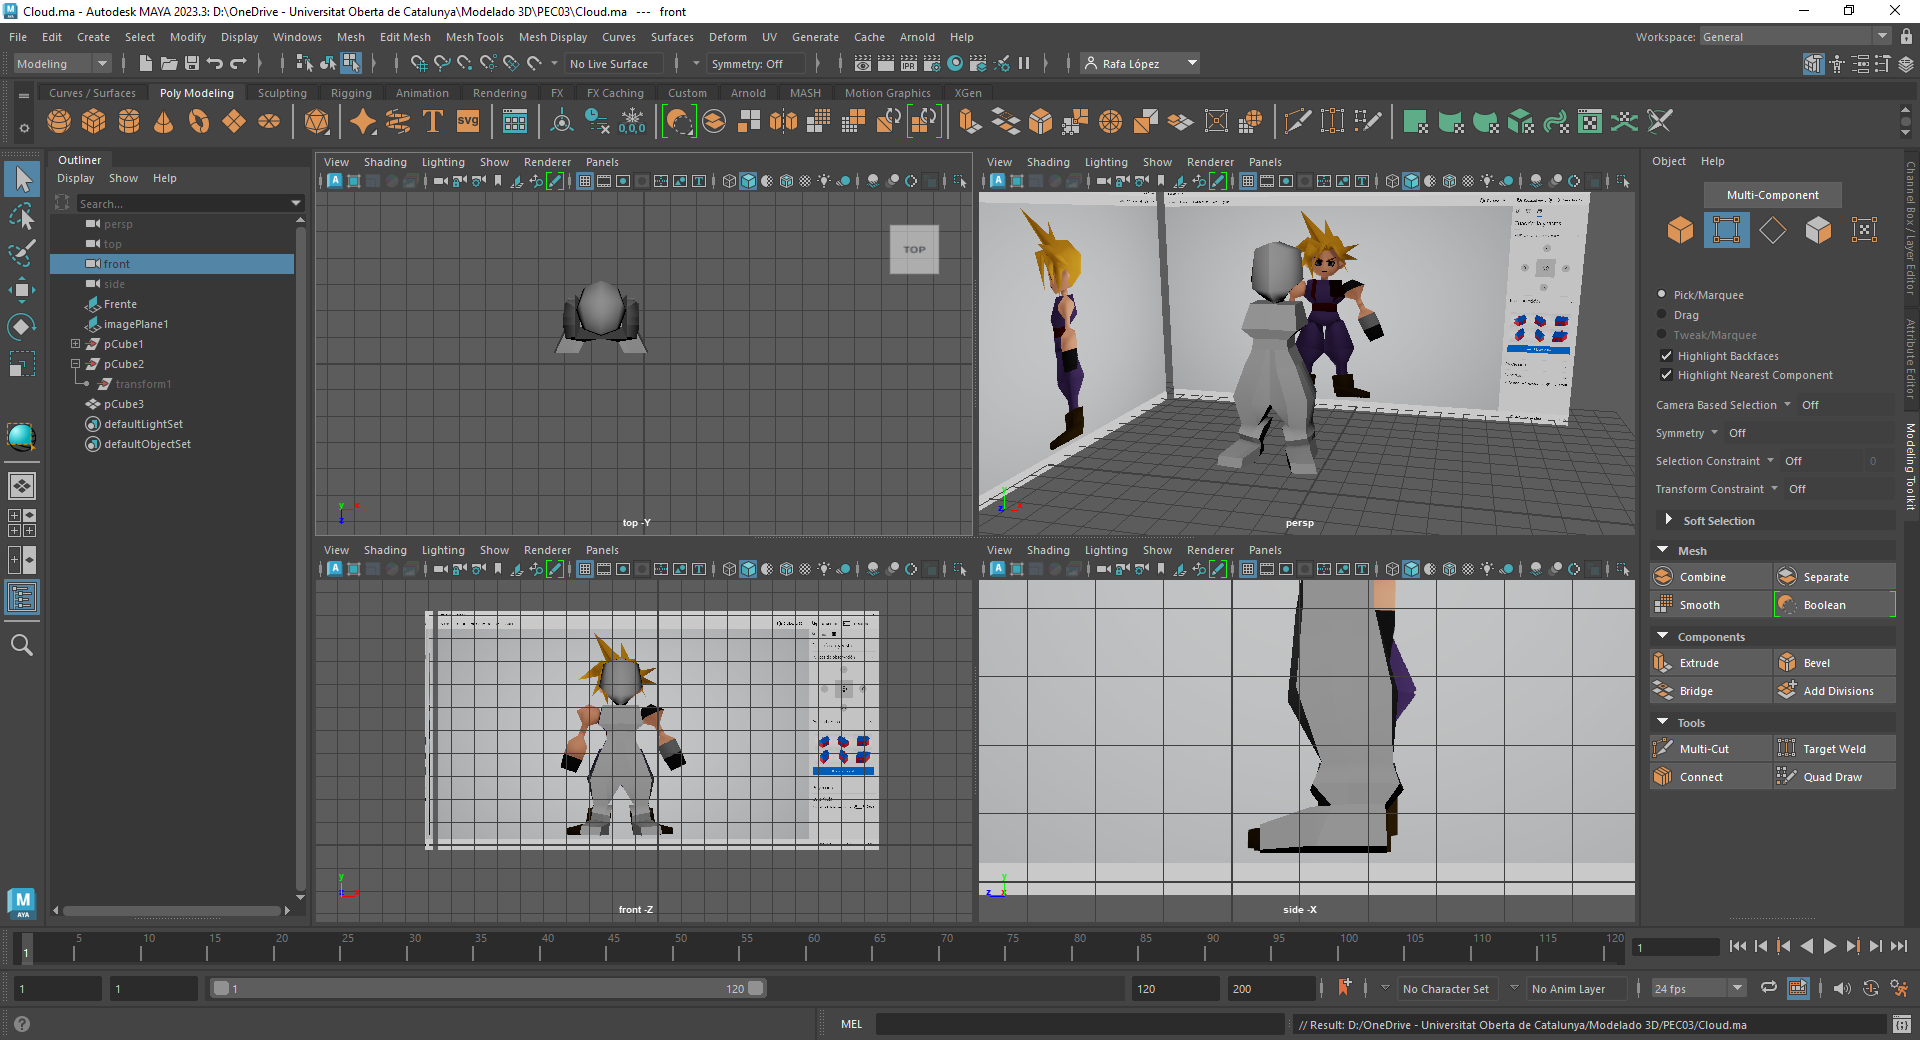 Cloud.ma - Autodesk MAYA 2023.3: D:\OneDrive - Universitat Oberta de Catalunya\Modelado 3D\PEC03\Cloud.ma --- front
File Edit Create Select Modify Display Windows Mesh Edit Mesh Mesh Tools Mesh Display Curves Surfaces Deform UV Generate Cache Arnold Help
Workspace: General
Modeling
No Live Surface
Symmetry: Off
Rafa López
Curves / Surfaces Poly Modeling Sculpting Rigging Animation Rendering FX FX Caching Custom Arnold MASH Motion Graphics XGen
T
SVG
0,0,0
IPR
Outliner
Display Show Help
Search...
persp
top
front
side
Frente
imagePlane1
pCube1
pCube2
transform1
pCube3
defaultLightSet
defaultObjectSet
View Shading Lighting Show Renderer Panels
TOP
top -Y
View Shading Lighting Show Renderer Panels
persp
View Shading Lighting Show Renderer Panels
front -Z
View Shading Lighting Show Renderer Panels
side -X
Object Help
Multi-Component
Pick/Marquee
Drag
Tweak/Marquee
Highlight Backfaces
Highlight Nearest Component
Camera Based Selection Off
Symmetry Off
Selection Constraint Off 0
Transform Constraint Off
Soft Selection
Mesh
Combine Separate
Smooth Boolean
Components
Extrude Bevel
Bridge Add Divisions
Tools
Multi-Cut Target Weld
Connect Quad Draw
Channel Box / Layer Editor
Attribute Editor
Modeling Toolkit
M
AYA
1 5 10 15 20 25 30 35 40 45 50 55 60 65 70 75 80 85 90 95 100 105 110 115 120
1
1 1 1 120 120 200
No Character Set
No Anim Layer
24 fps
MEL
// Result: D:/OneDrive - Universitat Oberta de Catalunya/Modelado 3D/PEC03/Cloud.ma